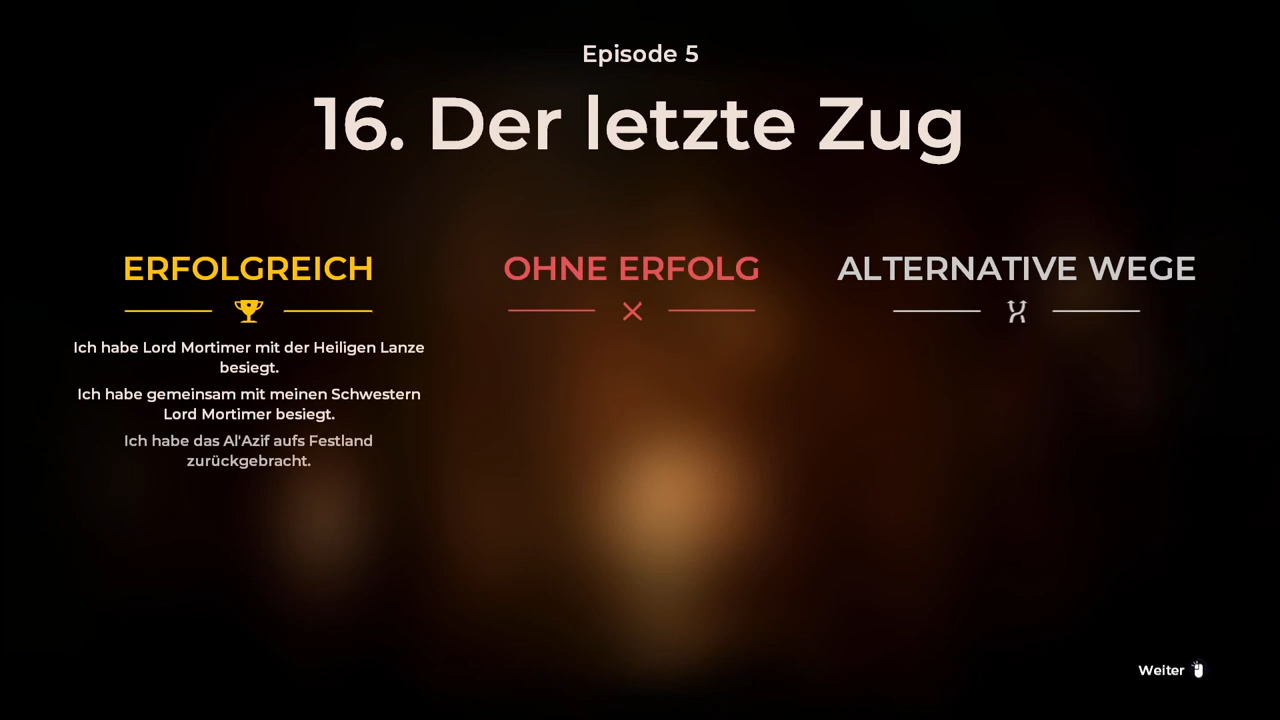 Episode 5
16. Der letzte Zug
ERFOLGREICH
Ich habe Lord Mortimer mit der Heiligen Lanze
besiegt.
Ich habe gemeinsam mit meinen Schwestern
Lord Mortimer besiegt.
Ich habe das Al'Azif aufs Festland
zurückgebracht.
OHNE ERFOLG
ALTERNATIVE WEGE
Weiter